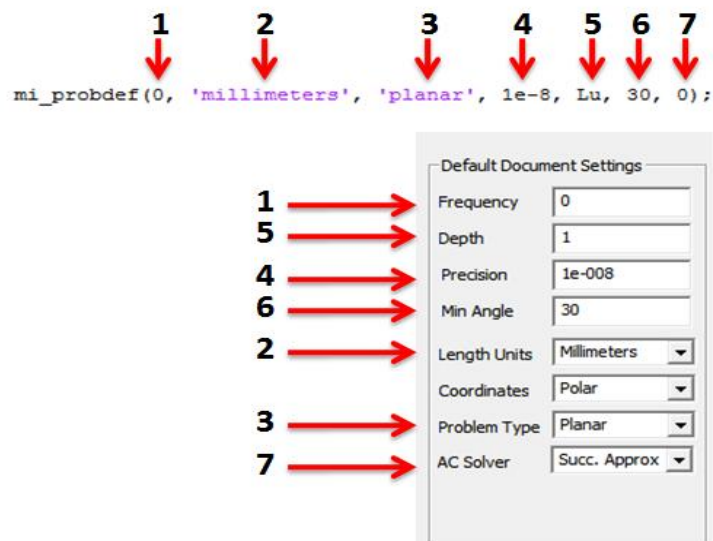 1 2 3 4 5 6 7
mi_probdef(0, 'millimeters', 'planar', 1e-8, Lu, 30, 0);
Default Document Settings
1 Frequency 0
5 Depth 1
4 Precision 1e-008
6 Min Angle 30
2 Length Units Millimeters
Coordinates Polar
3 Problem Type Planar
7 AC Solver Succ. Approx